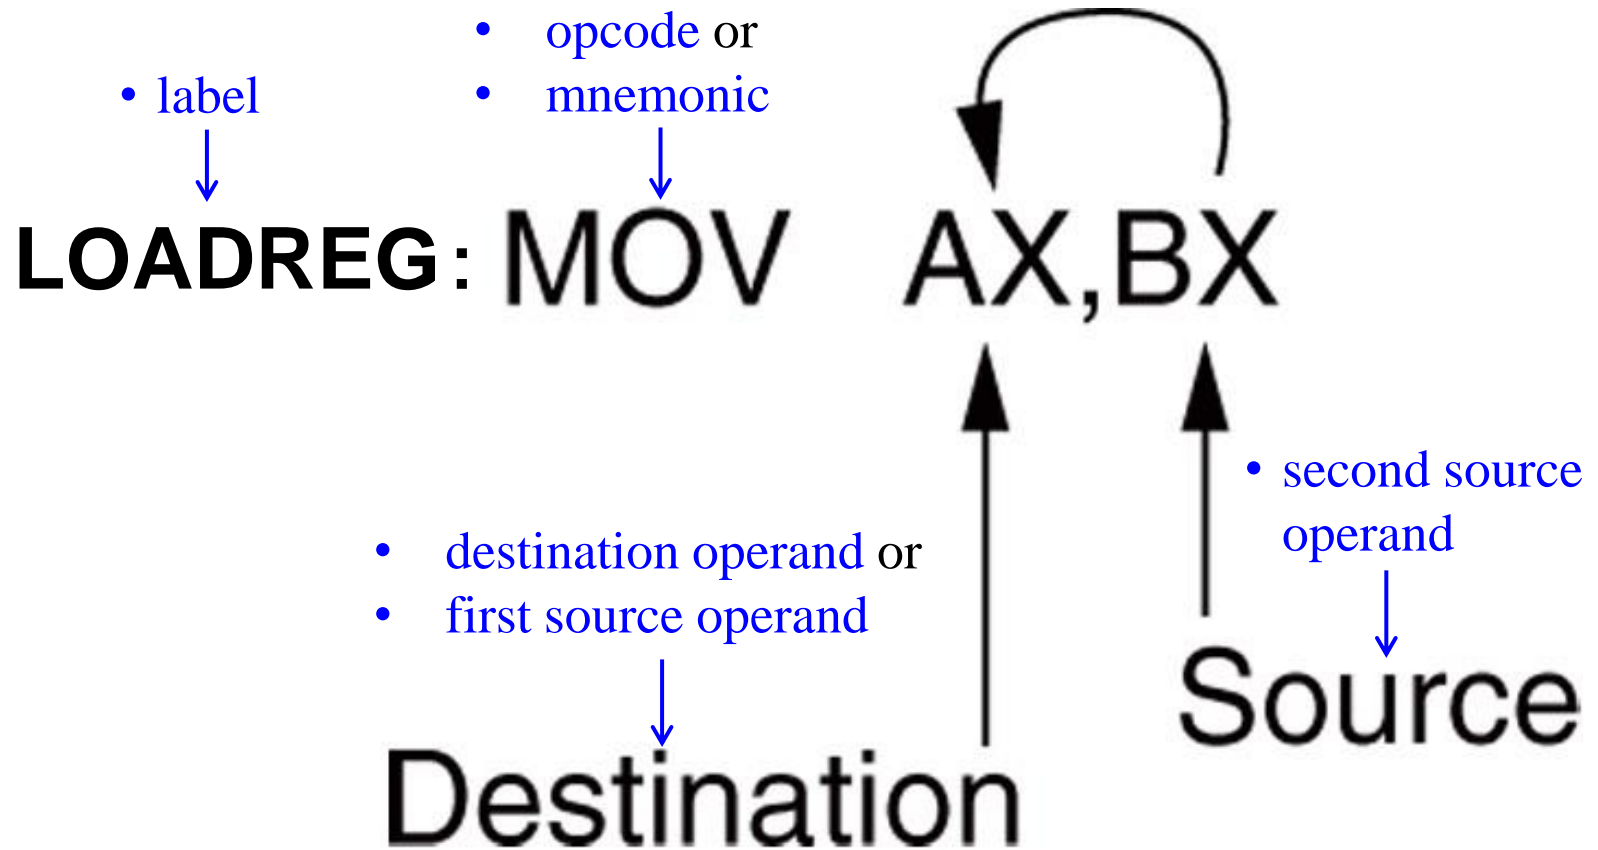 • opcode or
• mnemonic
• label
LOADREG: MOV AX,BX
• second source
operand
• destination operand or
• first source operand
Source
Destination